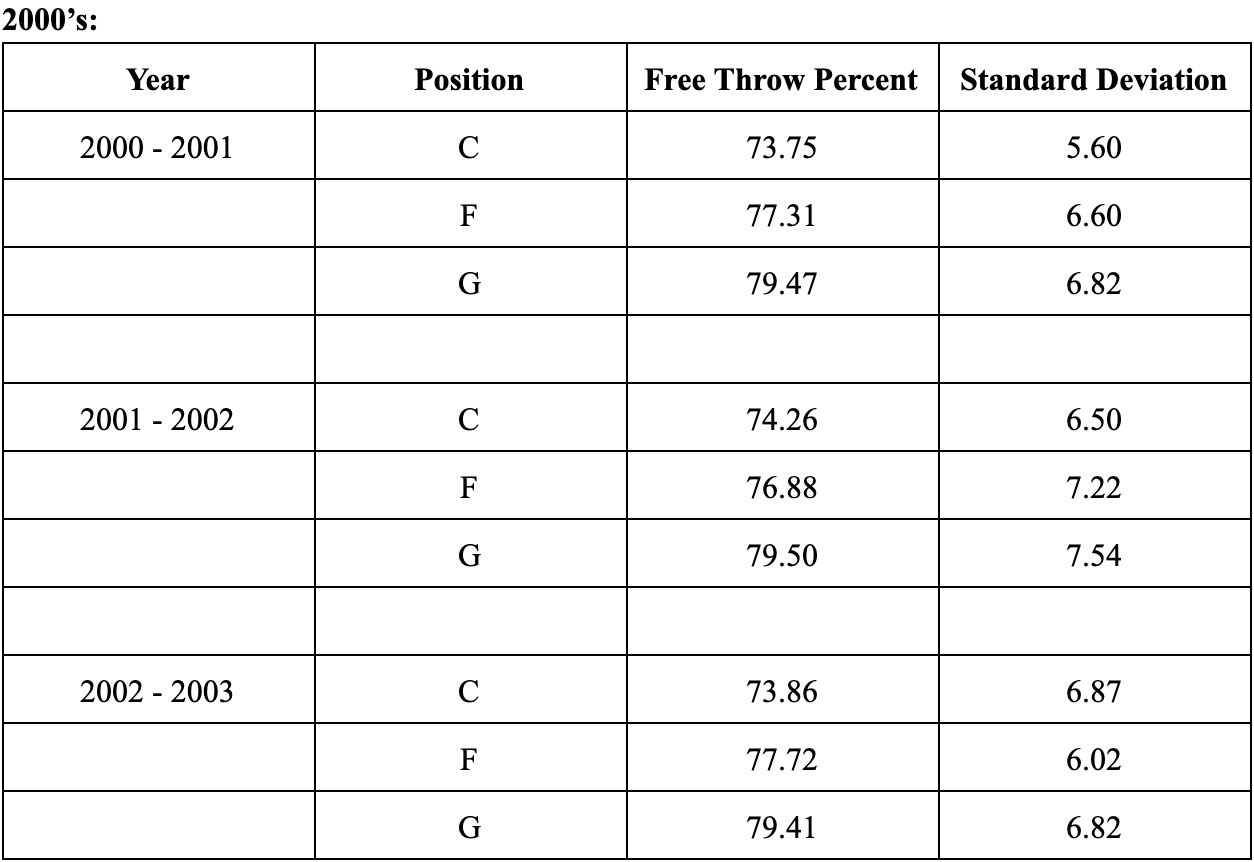 2000’s:
Year Position Free Throw Percent Standard Deviation
2000 - 2001 C 73.75 5.60
F 77.31 6.60
G 79.47 6.82
2001 - 2002 C 74.26 6.50
F 76.88 7.22
G 79.50 7.54
2002 - 2003 C 73.86 6.87
F 77.72 6.02
G 79.41 6.82